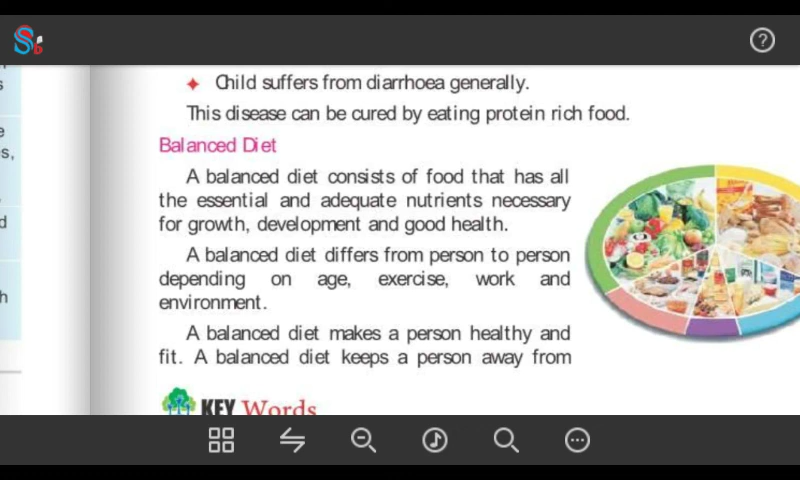 Child suffers from diarrhoea generally.
This disease can be cured by eating protein rich food.
Balanced Diet
A balanced diet consists of food that has all
the essential and adequate nutrients necessary
for growth, development and good health.
A balanced diet differs from person to person
depending on age, exercise, work and
environment.
A balanced diet makes a person healthy and
fit. A balanced diet keeps a person away from
KEY Words
s
e
s,
d
h